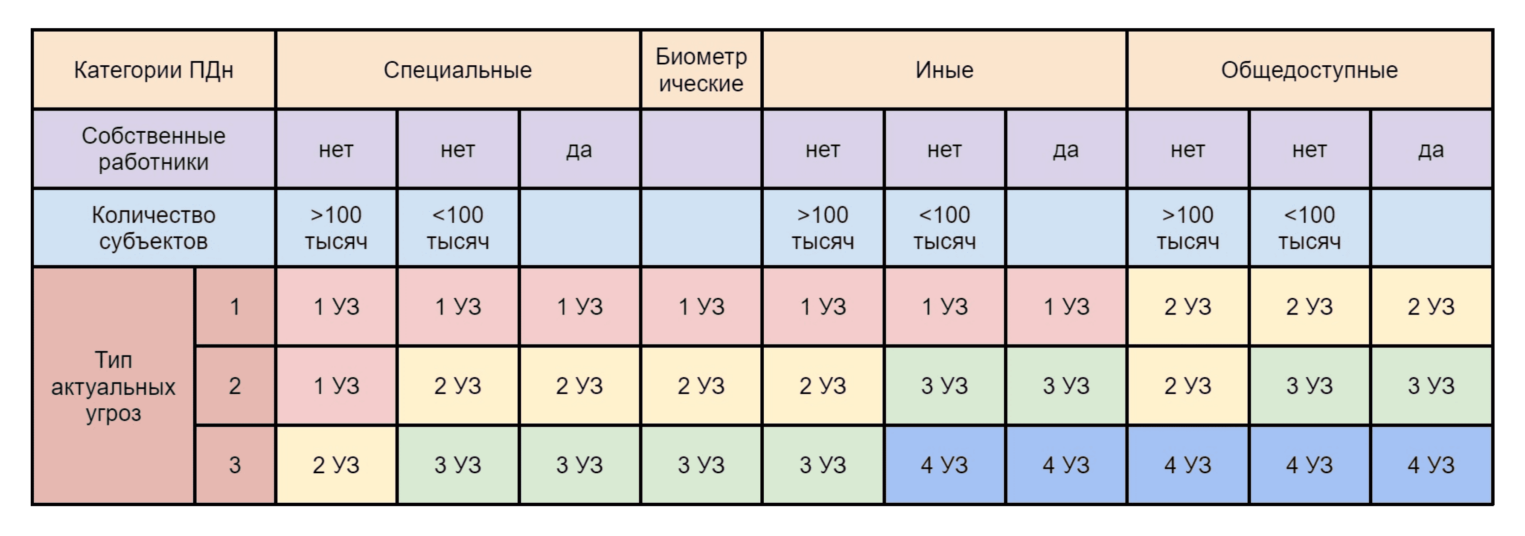 Категории ПДн
Специальные
Биометр
ические
Иные
Общедоступные
Собственные
работники
нет
нет
да
нет
нет
да
нет
нет
да
Количество
субъектов
>100
тысяч
<100
тысяч
>100
тысяч
<100
тысяч
>100
тысяч
<100
тысяч
Тип
актуальных
угроз
1
1 УЗ
1 УЗ
1 УЗ
1 УЗ
1 УЗ
1 УЗ
1 УЗ
2 УЗ
2 УЗ
2 УЗ
2
1 УЗ
2 УЗ
2 УЗ
2 УЗ
2 УЗ
3 УЗ
3 УЗ
2 УЗ
3 УЗ
3 УЗ
3
2 УЗ
3 УЗ
3 УЗ
3 УЗ
3 УЗ
4 УЗ
4 УЗ
4 УЗ
4 УЗ
4 УЗ